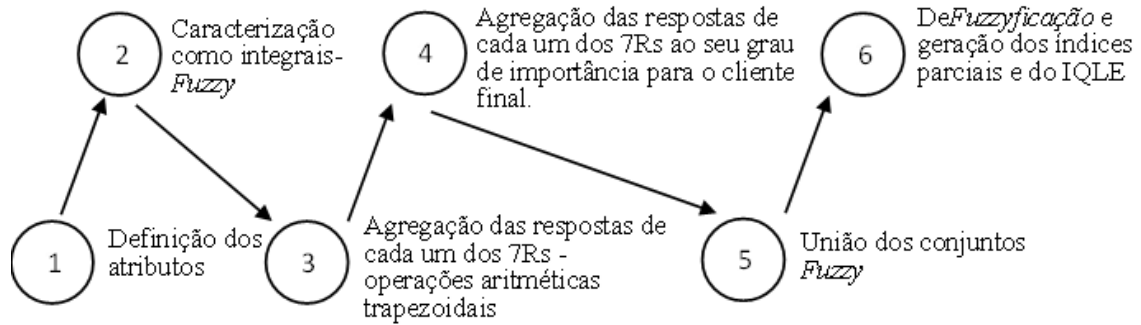 1
Definição dos
atributos
2
Caracterização
como integrais-
Fuzzy
3
Agregação das respostas de
cada um dos 7Rs -
operações aritméticas
trapezoidais
4
Agregação das respostas de
cada um dos 7Rs ao seu grau
de importância para o cliente
final.
5
União dos conjuntos
Fuzzy
6
DeFuzzyficação e
geração dos índices
parciais e do IQLE